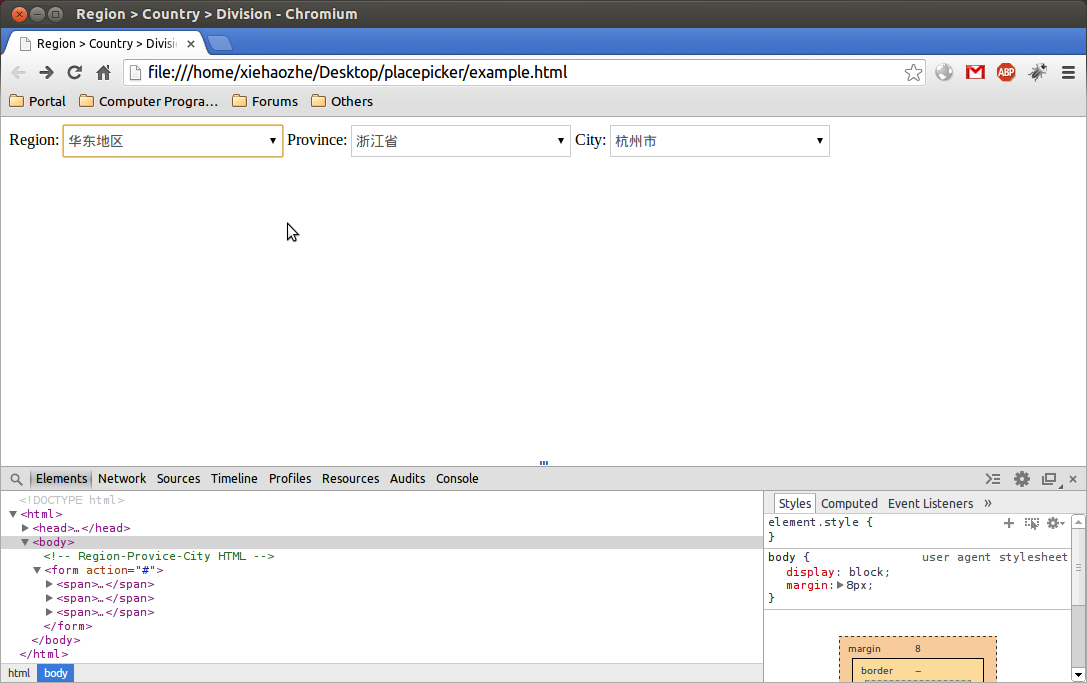 Region > Country > Division - Chromium
Region > Country > Divisi
file:///home/xiehaozhe/Desktop/placepicker/example.html
ABP
Portal Computer Progra... Forums Others
Region: 华东地区 Province: 浙江省 City: 杭州市
Elements Network Sources Timeline Profiles Resources Audits Console
<!DOCTYPE html>
<html>
<head>…</head>
<body>
<!-- Region-Provice-City HTML -->
<form action="#">
<span>…</span>
<span>…</span>
<span>…</span>
</form>
</body>
</html>
html body
Styles Computed Event Listeners »
element.style {
}
body { user agent stylesheet
display: block;
margin: 8px;
}
margin 8
border –